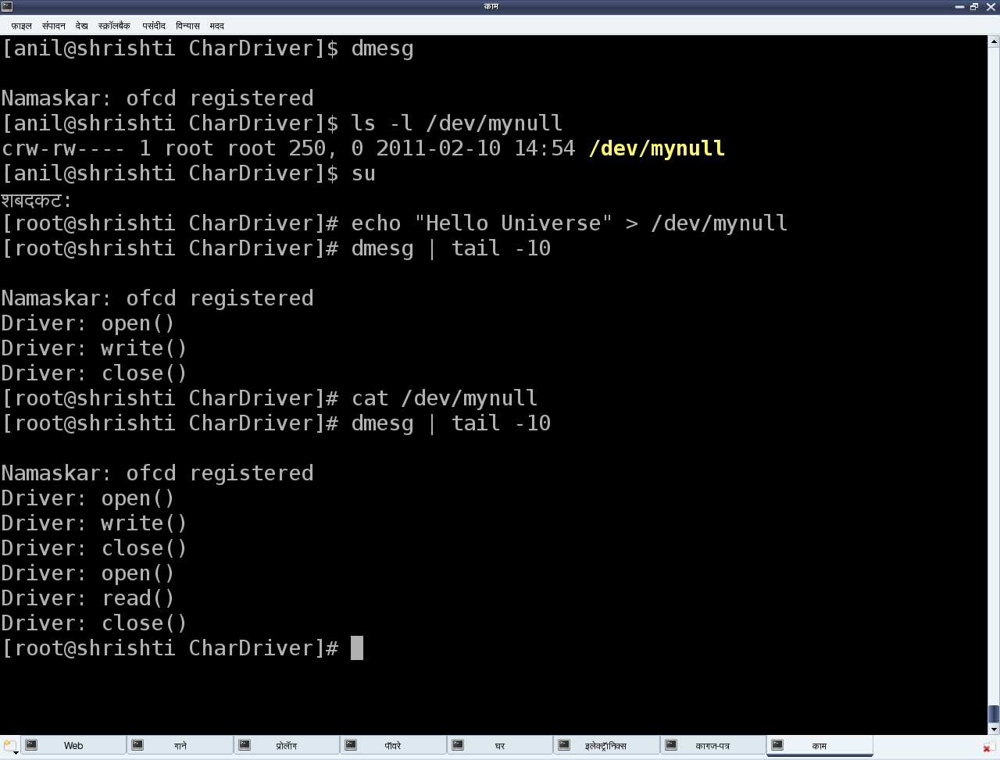 काम
फ़ाइल संपादन देख स्क्रॉलबैक पसंदीद विन्यास मदद
[anil@shrishti CharDriver]$ dmesg
Namaskar: ofcd registered
[anil@shrishti CharDriver]$ ls -l /dev/mynull
crw-rw---- 1 root root 250, 0 2011-02-10 14:54 /dev/mynull
[anil@shrishti CharDriver]$ su
शबदकट:
[root@shrishti CharDriver]# echo "Hello Universe" > /dev/mynull
[root@shrishti CharDriver]# dmesg | tail -10
Namaskar: ofcd registered
Driver: open()
Driver: write()
Driver: close()
[root@shrishti CharDriver]# cat /dev/mynull
[root@shrishti CharDriver]# dmesg | tail -10
Namaskar: ofcd registered
Driver: open()
Driver: write()
Driver: close()
Driver: open()
Driver: read()
Driver: close()
[root@shrishti CharDriver]#
Web गाने प्रोलॅाग पॅावरे घर इलेक्ट्रॅानिक्स कागज-पत्र काम